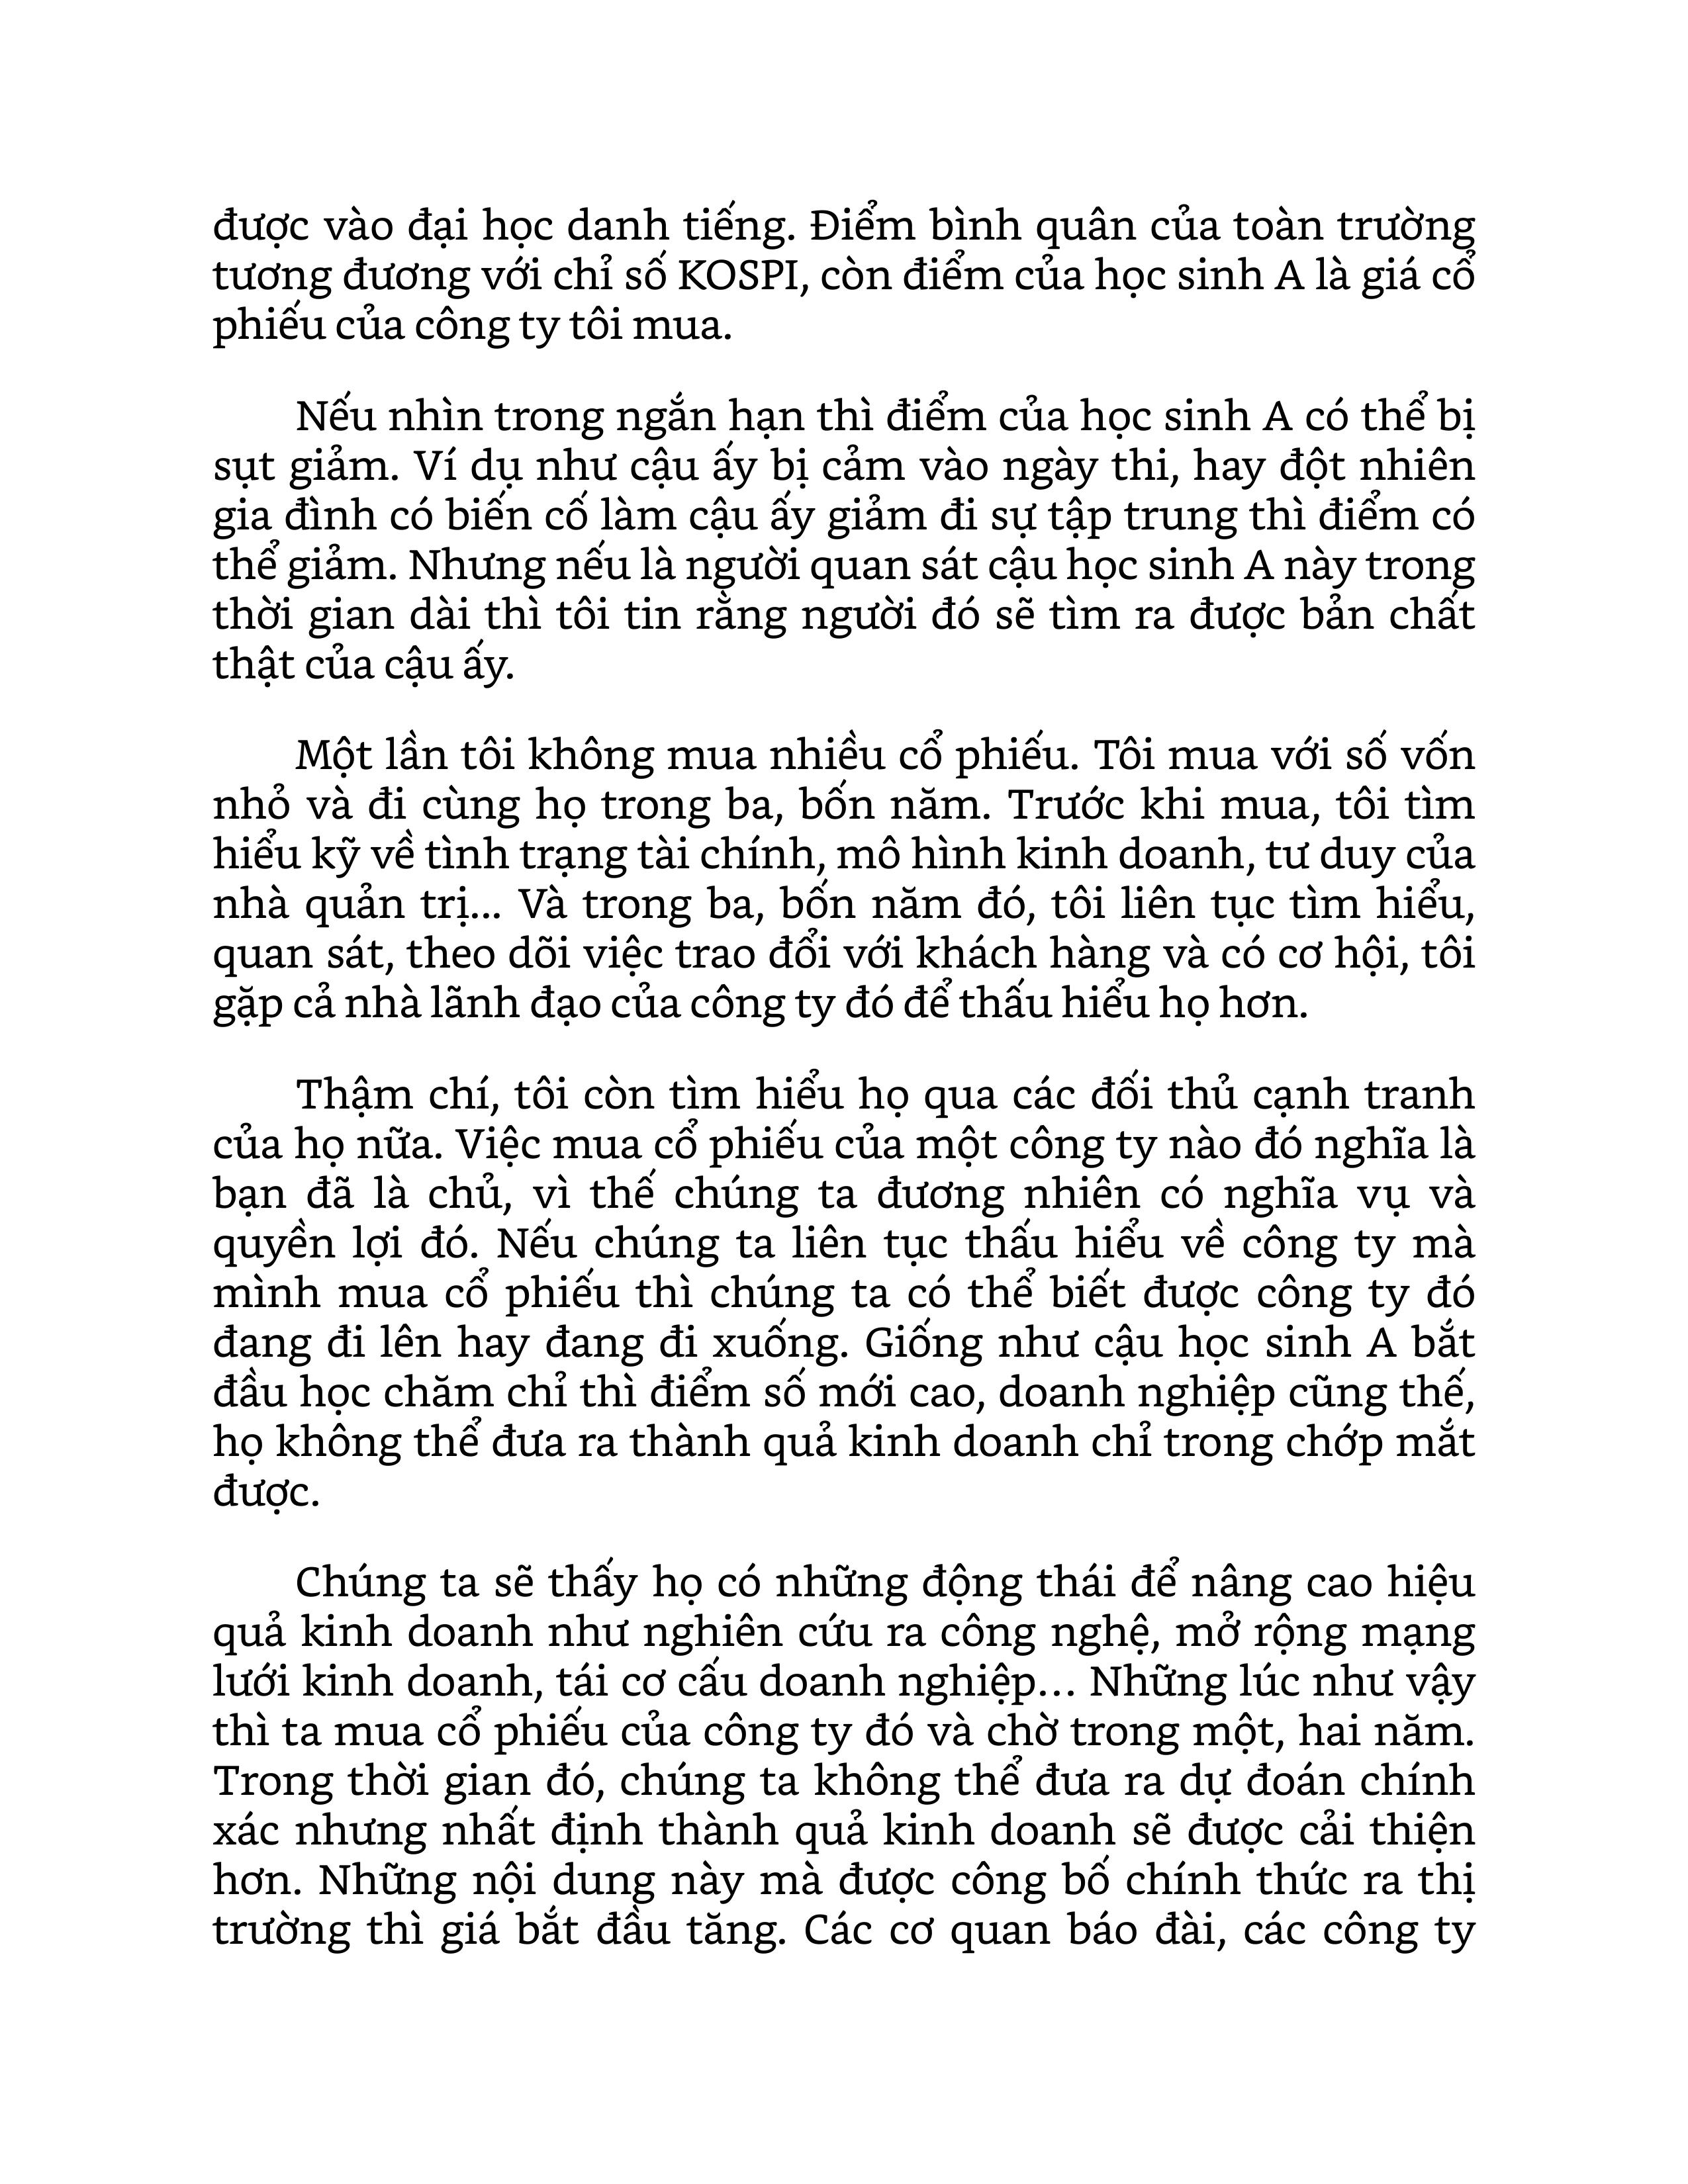 được vào đại học danh tiếng. Điểm bình quân của toàn trường
tương đương với chỉ số KOSPI, còn điểm của học sinh A là giá cổ
phiếu của công ty tôi mua.
Nếu nhìn trong ngắn hạn thì điểm của học sinh A có thể bị
sụt giảm. Ví dụ như cậu ấy bị cảm vào ngày thi, hay đột nhiên
gia đình có biến cố làm cậu ấy giảm đi sự tập trung thì điểm có
thể giảm. Nhưng nếu là người quan sát cậu học sinh A này trong
thời gian dài thì tôi tin rằng người đó sẽ tìm ra được bản chất
thật của cậu ấy.
Một lần tôi không mua nhiều cổ phiếu. Tôi mua với số vốn
nhỏ và đi cùng họ trong ba, bốn năm. Trước khi mua, tôi tìm
hiểu kỹ về tình trạng tài chính, mô hình kinh doanh, tư duy của
nhà quản trị... Và trong ba, bốn năm đó, tôi liên tục tìm hiểu,
quan sát, theo dõi việc trao đổi với khách hàng và có cơ hội, tôi
gặp cả nhà lãnh đạo của công ty đó để thấu hiểu họ hơn.
Thậm chí, tôi còn tìm hiểu họ qua các đối thủ cạnh tranh
của họ nữa. Việc mua cổ phiếu của một công ty nào đó nghĩa là
bạn đã là chủ, vì thế chúng ta đương nhiên có nghĩa vụ và
quyền lợi đó. Nếu chúng ta liên tục thấu hiểu về công ty mà
mình mua cổ phiếu thì chúng ta có thể biết được công ty đó
đang đi lên hay đang đi xuống. Giống như cậu học sinh A bắt
đầu học chăm chỉ thì điểm số mới cao, doanh nghiệp cũng thế,
họ không thể đưa ra thành quả kinh doanh chỉ trong chớp mắt
được.
Chúng ta sẽ thấy họ có những động thái để nâng cao hiệu
quả kinh doanh như nghiên cứu ra công nghệ, mở rộng mạng
lưới kinh doanh, tái cơ cấu doanh nghiệp… Những lúc như vậy
thì ta mua cổ phiếu của công ty đó và chờ trong một, hai năm.
Trong thời gian đó, chúng ta không thể đưa ra dự đoán chính
xác nhưng nhất định thành quả kinh doanh sẽ được cải thiện
hơn. Những nội dung này mà được công bố chính thức ra thị
trường thì giá bắt đầu tăng. Các cơ quan báo đài, các công ty